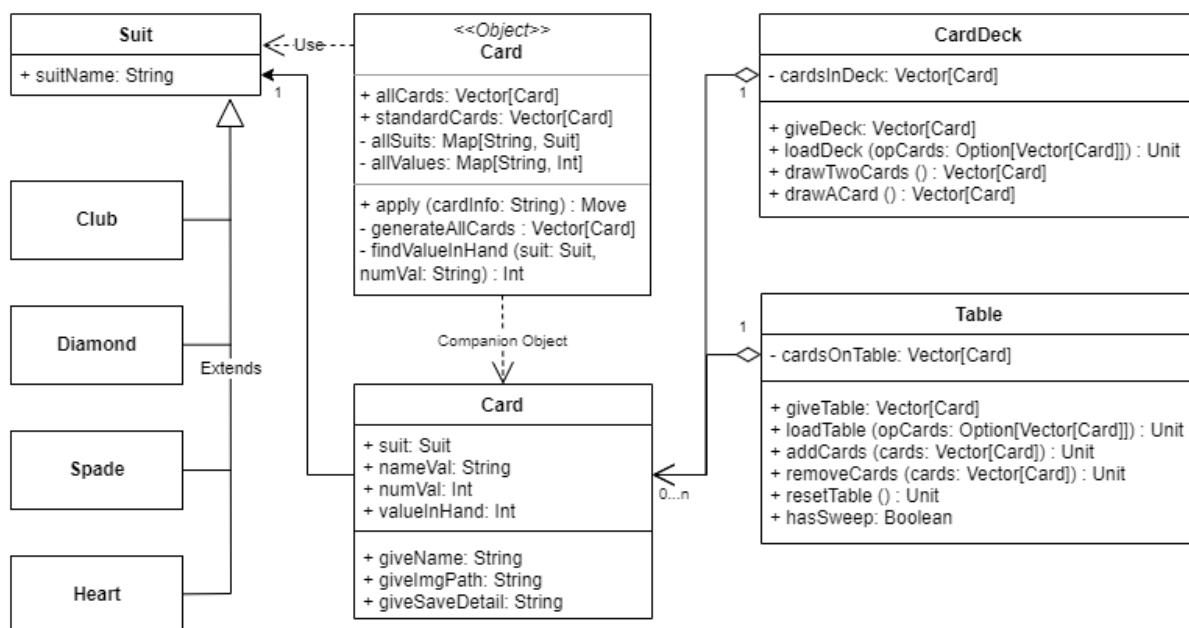 Suit
+ suitName: String
Club
Diamond
Spade
Heart
Extends
Use
1
<<Object>>
Card
+ allCards: Vector[Card]
+ standardCards: Vector[Card]
- allSuits: Map[String, Suit]
- allValues: Map[String, Int]
+ apply (cardInfo: String) : Move
- generateAllCards : Vector[Card]
- findValueInHand (suit: Suit,
numVal: String) : Int
Companion Object
Card
+ suit: Suit
+ nameVal: String
+ numVal: Int
+ valueInHand: Int
+ giveName: String
+ giveImgPath: String
+ giveSaveDetail: String
0...n
CardDeck
- cardsInDeck: Vector[Card]
1
+ giveDeck: Vector[Card]
+ loadDeck (opCards: Option[Vector[Card]]) : Unit
+ drawTwoCards () : Vector[Card]
+ drawACard () : Vector[Card]
Table
1
- cardsOnTable: Vector[Card]
+ giveTable: Vector[Card]
+ loadTable (opCards: Option[Vector[Card]]) : Unit
+ addCards (cards: Vector[Card]) : Unit
+ removeCards (cards: Vector[Card]) : Unit
+ resetTable () : Unit
+ hasSweep: Boolean